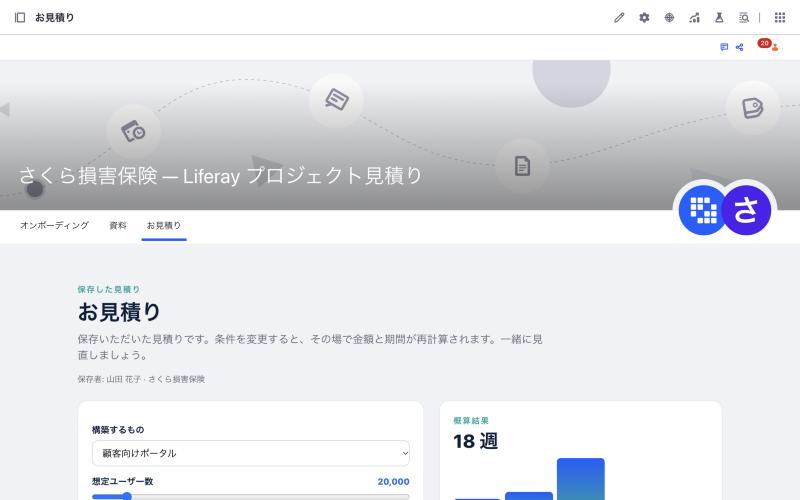 お見積り
20
さくら損害保険 — Liferay プロジェクト見積り
さ
オンボーディング
資料
お見積り
保存した見積り
お見積り
保存いただいた見積りです。条件を変更すると、その場で金額と期間が再計算されます。一緒に見
直しましょう。
保存者: 山田 花子 · さくら損害保険
構築するもの
顧客向けポータル
想定ユーザー数
20,000
概算結果
18 週